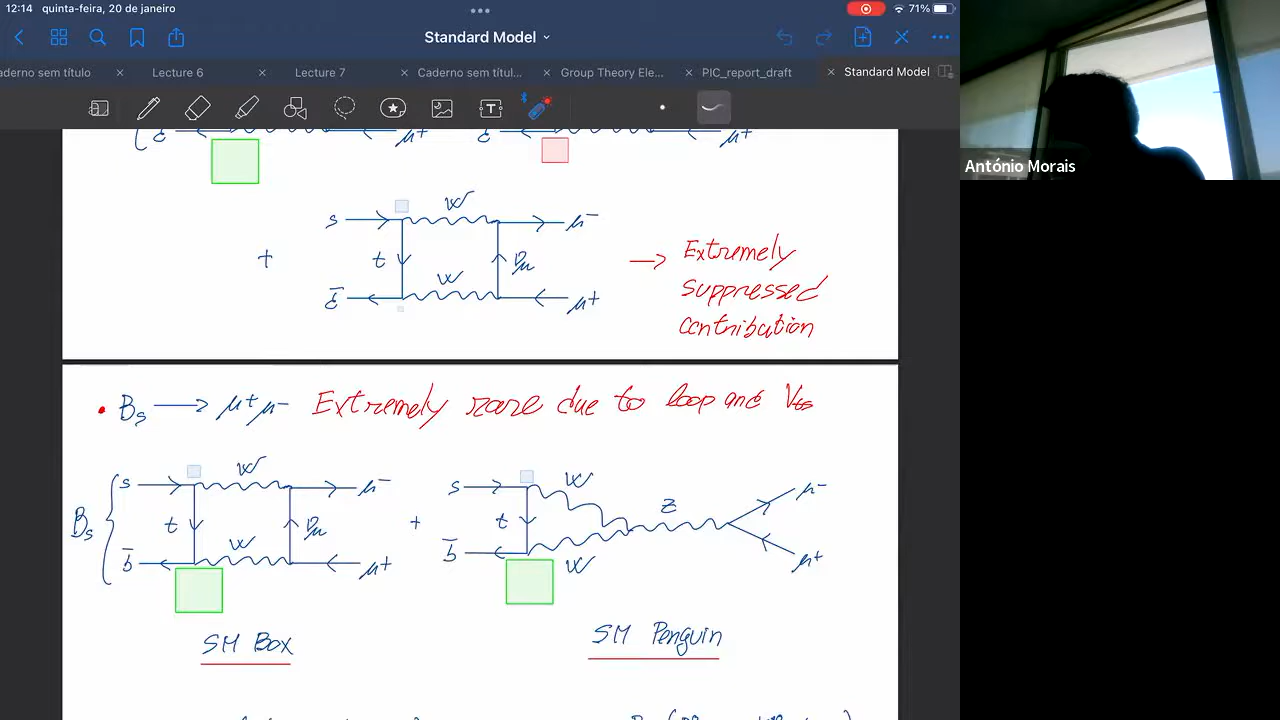 12:14 quinta-feira, 20 de janeiro
71%
Standard Model
aderno sem título
Lecture 6
Lecture 7
Caderno sem títul...
Group Theory Ele...
PIC_report_draft
Standard Model
António Morais
μ+ μ+
s W μ-
+ t W νμ
μ+
→ Extremely
suppressed
contribution
• Bs → μ+μ- Extremely rare due to loop and Vts
s W μ- s W μ-
Bs t W νμ + t Z
b̄ μ+ b̄ W μ+
SM Box SM Penguin